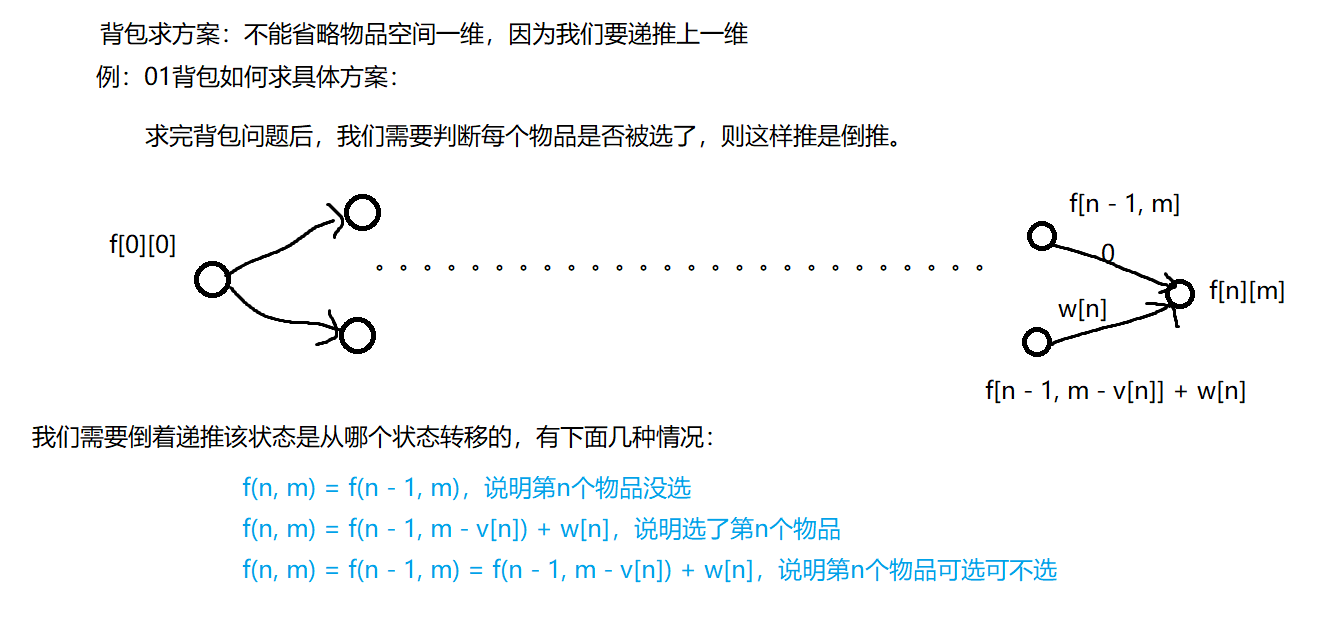 背包求方案：不能省略物品空间一维，因为我们要递推上一维
例：01背包如何求具体方案：
求完背包问题后，我们需要判断每个物品是否被选了，则这样推是倒推。
f[n - 1, m]
f[0][0]
0
f[n][m]
w[n]
f[n - 1, m - v[n]] + w[n]
我们需要倒着递推该状态是从哪个状态转移的，有下面几种情况：
f(n, m) = f(n - 1, m)，说明第n个物品没选
f(n, m) = f(n - 1, m - v[n]) + w[n]，说明选了第n个物品
f(n, m) = f(n - 1, m) = f(n - 1, m - v[n]) + w[n]，说明第n个物品可选可不选